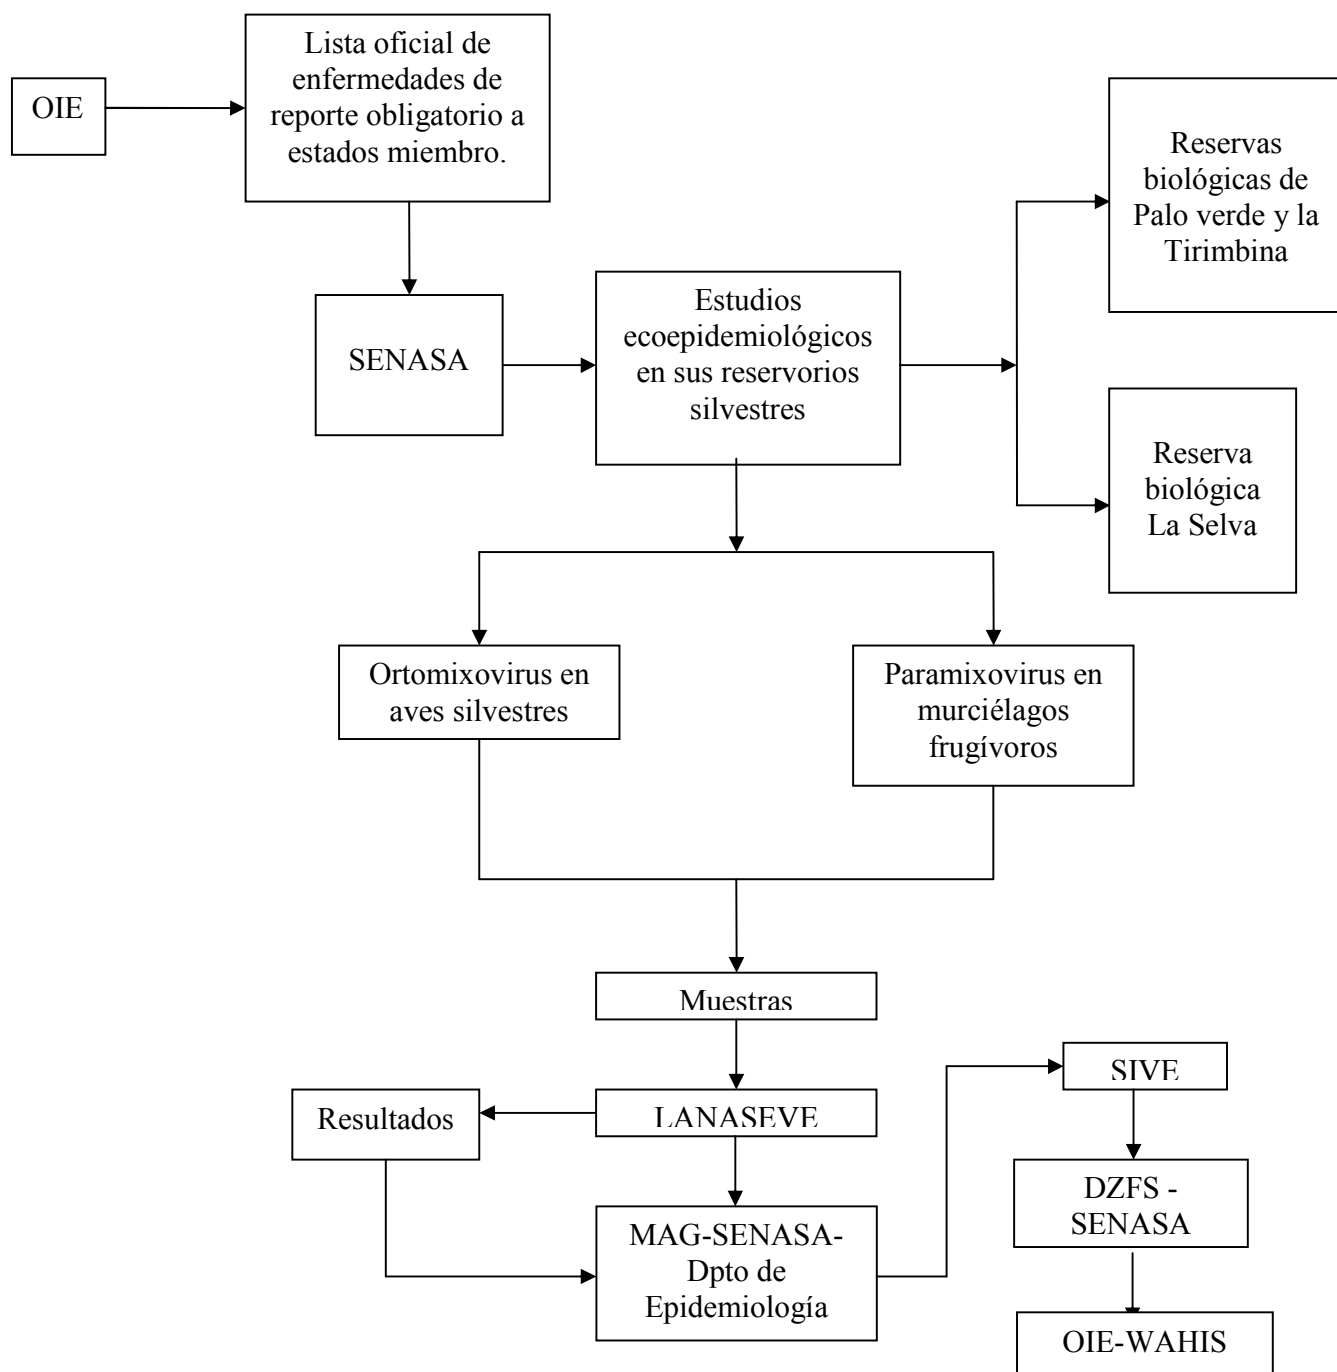 OIE
Lista oficial de
enfermedades de
reporte obligatorio a
estados miembro.
Reservas
biológicas de
Palo verde y la
Tirimbina
SENASA
Estudios
ecoepidemiológicos
en sus reservorios
silvestres
Reserva
biológica
La Selva
Ortomixovirus en
aves silvestres
Paramixovirus en
murciélagos
frugívoros
Muestras
SIVE
Resultados
LANASEVE
DZFS -
SENASA
MAG-SENASA-
Dpto de
Epidemiología
OIE-WAHIS